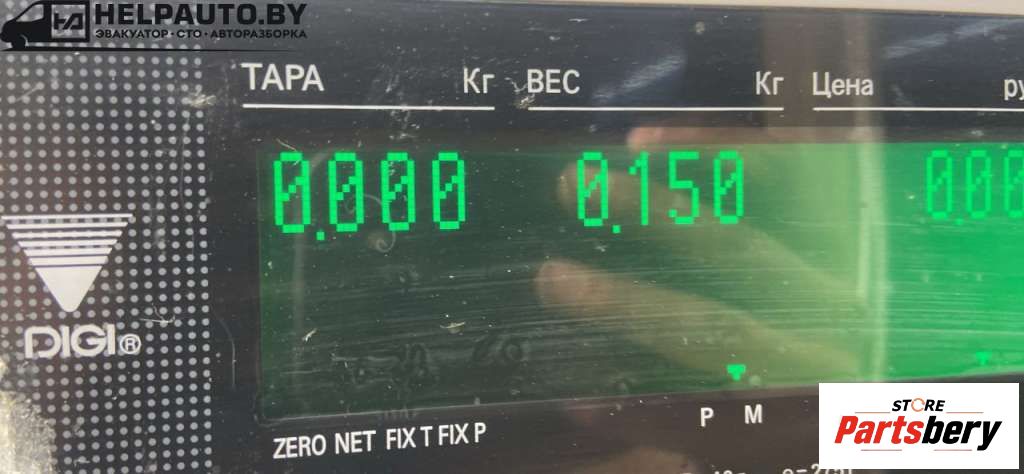 HELPAUTO.BY
ЭВАКУАТОР · СТО · АВТОРАЗБОРКА
ТАРА Кг ВЕС Кг Цена
0.000 0.150
DIGI®
P M
ZERO NET FIX T FIX P
STORE
Partsbery